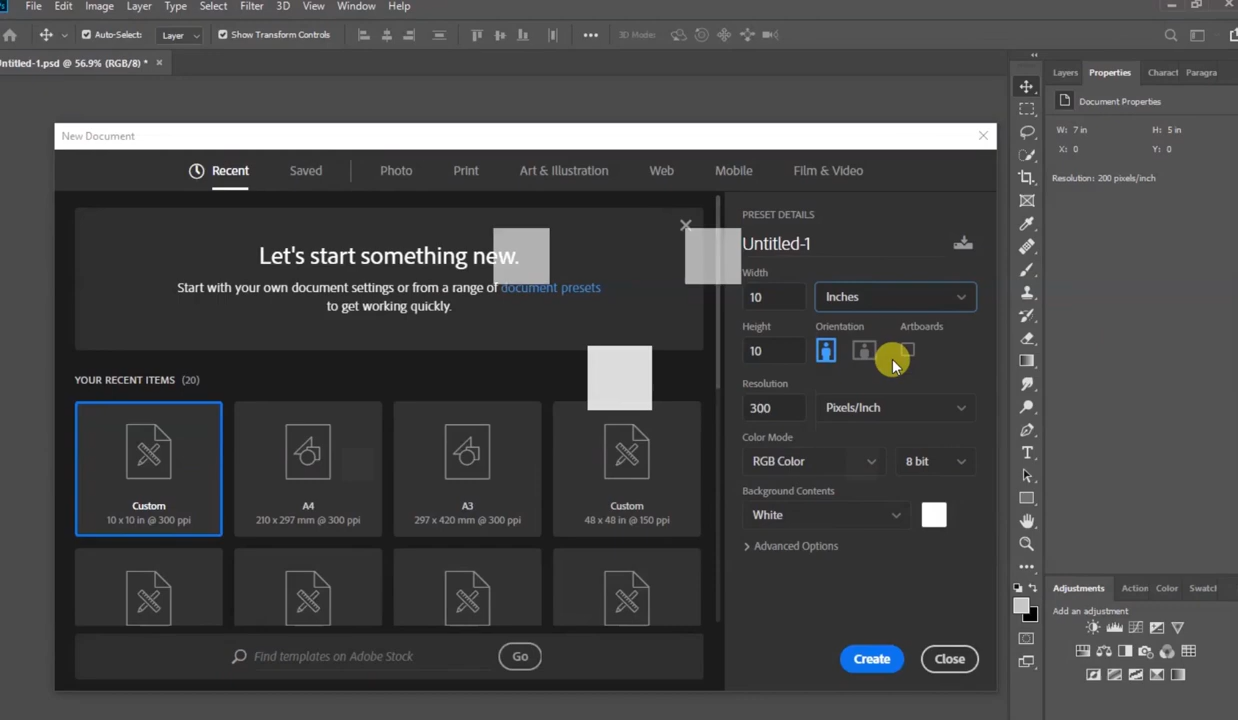 Ps File Edit Image Layer Type Select Filter 3D View Window Help
Auto-Select: Layer Show Transform Controls 3D Mode:
ntitled-1.psd @ 56.9% (RGB/8) * ×
Layers Properties Charact Paragra
Document Properties
W: 7 in H: 5 in
X: 0 Y: 0
Resolution: 200 pixels/inch
New Document
Recent Saved Photo Print Art & Illustration Web Mobile Film & Video
Let's start something new.
Start with your own document settings or from a range of document presets
to get working quickly.
YOUR RECENT ITEMS (20)
Custom
10 x 10 in @ 300 ppi
A4
210 x 297 mm @ 300 ppi
A3
297 x 420 mm @ 300 ppi
Custom
48 x 48 in @ 150 ppi
Find templates on Adobe Stock Go
PRESET DETAILS
Untitled-1
Width
10 Inches
Height Orientation Artboards
10
Resolution
300 Pixels/Inch
Color Mode
RGB Color 8 bit
Background Contents
White
Advanced Options
Create Close
Adjustments Action Color Swatcl
Add an adjustment